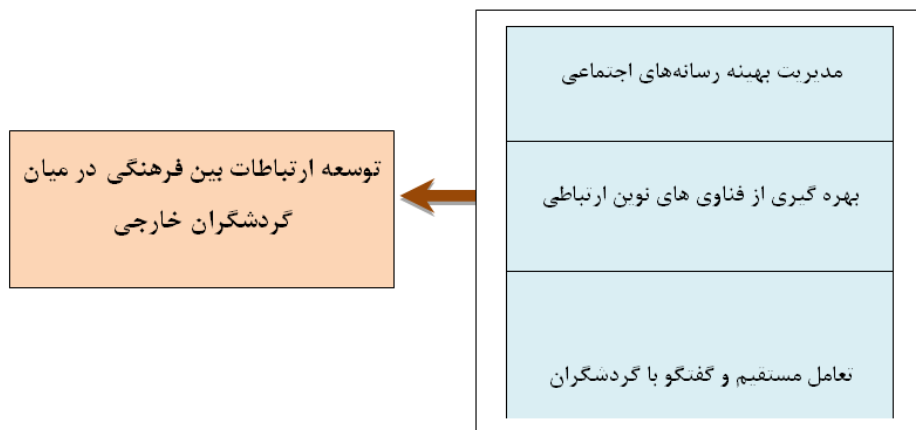 مدیریت بهینه رسانه‌های اجتماعی
بهره گیری از فناوی های نوین ارتباطی
تعامل مستقیم و گفتگو با گردشگران
توسعه ارتباطات بین فرهنگی در میان
گردشگران خارجی